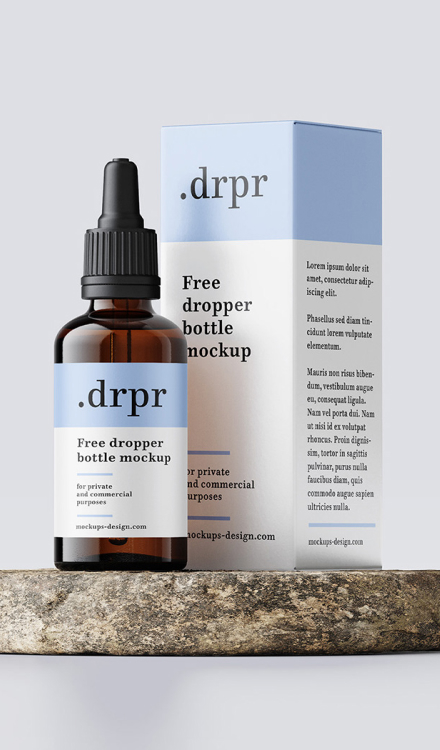 .drpr
Free dropper
bottle mockup
for private
and commercial
purposes
mockups-design.com
.drpr
Free
dropper
bottle
mockup
or private
nd commercial
urposes
mockups-design.com
Lorem ipsum dolor sit
amet, consectetur adip-
iscing elit.
Phasellus sed diam tin-
cidunt lorem vulputate
elementum.
Mauris non risus biben-
dum, vestibulum augue
eu, consequat ligula.
Nam vel porta dui. Nam
ut nisi id ex volutpat
rhoncus. Proin dignis-
sim, tortor in sagittis
pulvinar, purus nulla
faucibus diam, quis
commodo augue sapien
ultricies nulla.
mockups-design.com